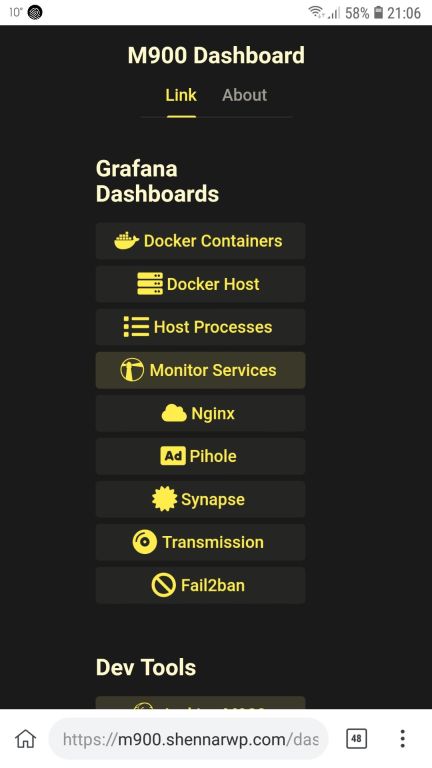 10°
58%
21:06
M900 Dashboard
Link
About
Grafana
Dashboards
Docker Containers
Docker Host
Host Processes
Monitor Services
Nginx
Ad Pihole
Synapse
Transmission
Fail2ban
Dev Tools
https://m900.shennarwp.com/das
48